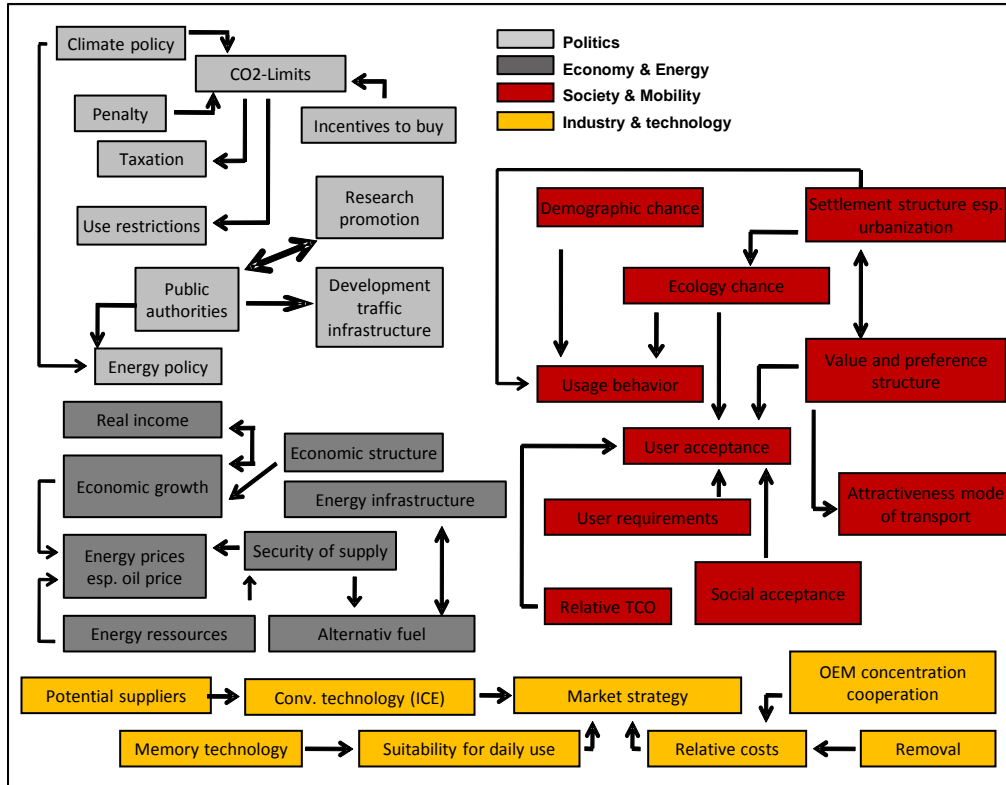 Climate policy
CO2-Limits
Penalty
Incentives to buy
Taxation
Use restrictions
Research
promotion
Public
authorities
Development
traffic
infrastructure
Energy policy
Politics
Economy & Energy
Society & Mobility
Industry & technology
Demographic chance
Settlement structure esp.
urbanization
Ecology chance
Usage behavior
Value and preference
structure
User acceptance
User requirements
Attractiveness mode
of transport
Relative TCO
Social acceptance
Real income
Economic growth
Economic structure
Energy infrastructure
Energy prices
esp. oil price
Security of supply
Energy ressources
Alternativ fuel
Potential suppliers
Conv. technology (ICE)
Market strategy
OEM concentration
cooperation
Memory technology
Suitability for daily use
Relative costs
Removal